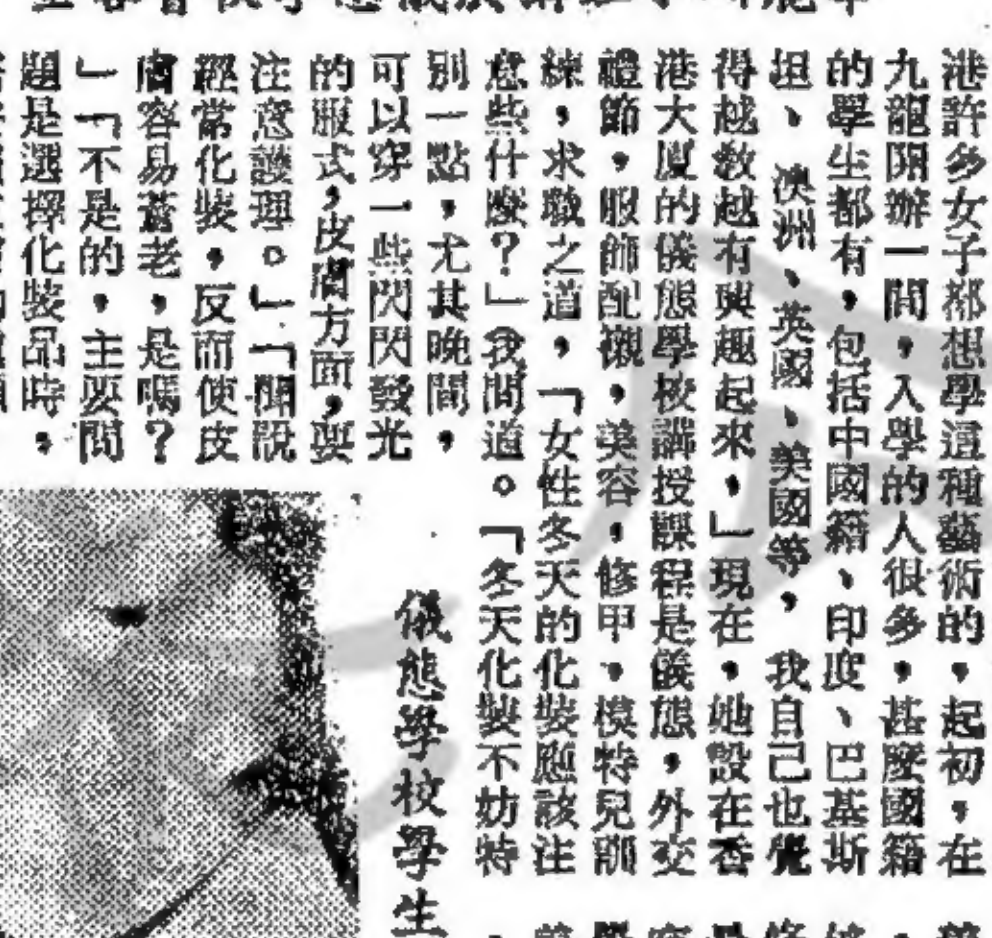 港許多女子都想學這種藝術的，起初，在
九龍開辦一間，入學的人很多，甚麼國籍
的學生都有，包括中國籍、印度、巴基斯
坦、澳洲、英國、美國等，我自己也覺
得越敎越有興趣起來，」現在，她設在香
港大厦的儀態學校講授課程是儀態，外交
禮節，服飾配襯，美容，修甲、模特兒訓
練，求職之道，「女性冬天的化裝應該注
意些什麽？」我問道。「冬天化裝不妨特
別一點，尤其晚間，
可以穿一些閃閃發光
的服式，皮膚方面，要
注意護理。」「聞說
經常化裝，反而使皮
膚容易蒼老，是嗎？
」「不是的，主要問
題是選擇化裝品時，
儀態學校學生